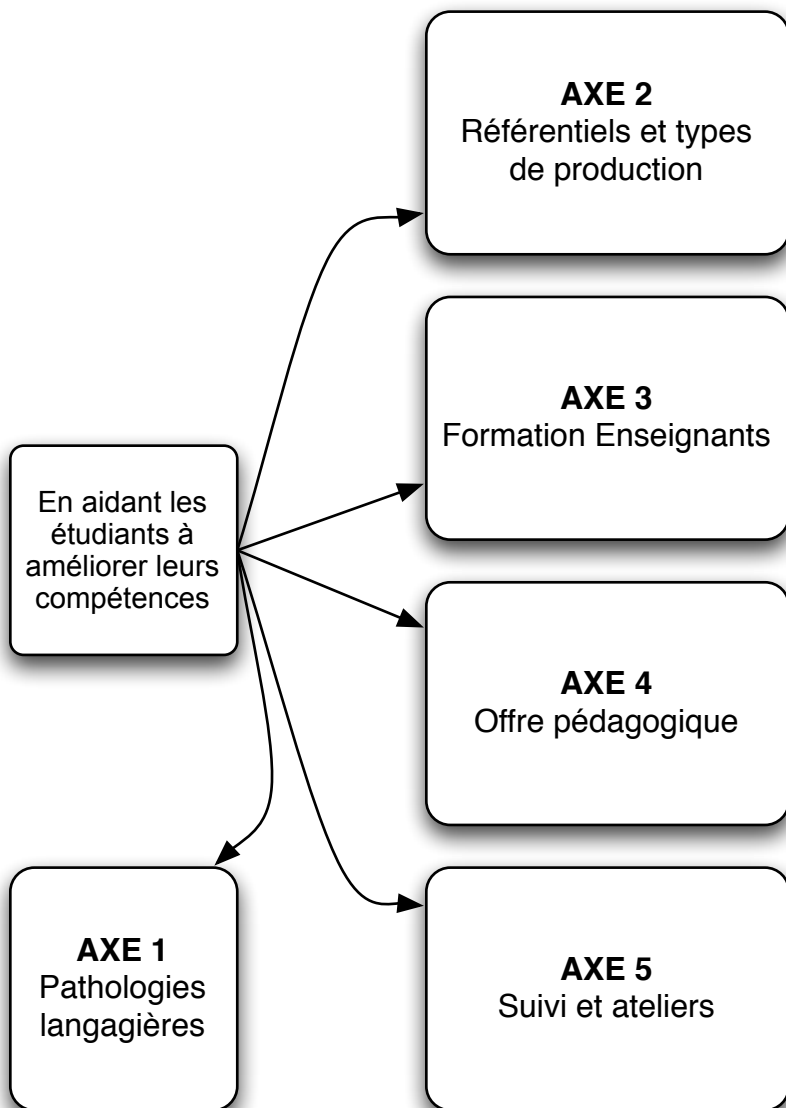 AXE 2
Référentiels et types
de production
AXE 3
Formation Enseignants
En aidant les
étudiants à
améliorer leurs
compétences
AXE 4
Offre pédagogique
AXE 1
Pathologies
langagières
AXE 5
Suivi et ateliers